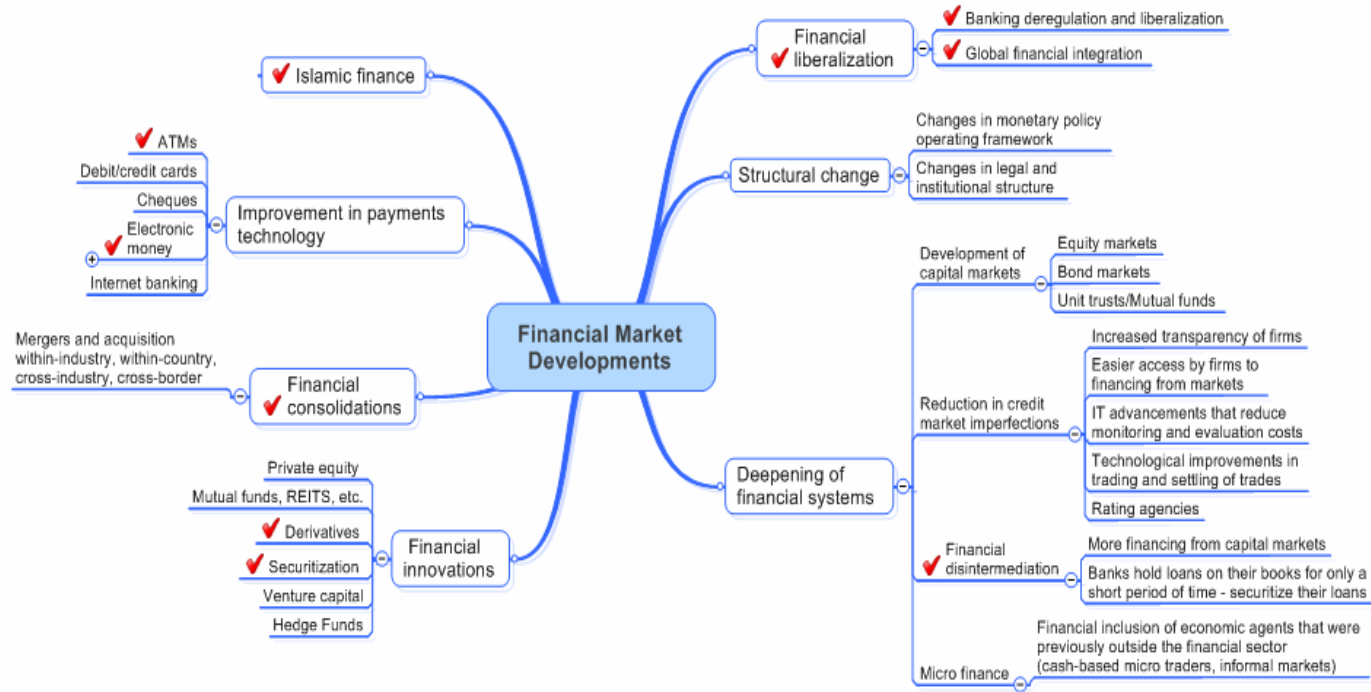 Financial Market
Developments
Islamic finance
Improvement in payments
technology
ATMs
Debit/credit cards
Cheques
Electronic
money
Internet banking
Financial
consolidations
Mergers and acquisition
within-industry, within-country,
cross-industry, cross-border
Financial
innovations
Private equity
Mutual funds, REITS, etc.
Derivatives
Securitization
Venture capital
Hedge Funds
Financial
liberalization
Banking deregulation and liberalization
Global financial integration
Structural change
Changes in monetary policy
operating framework
Changes in legal and
institutional structure
Deepening of
financial systems
Development of
capital markets
Equity markets
Bond markets
Unit trusts/Mutual funds
Reduction in credit
market imperfections
Increased transparency of firms
Easier access by firms to
financing from markets
IT advancements that reduce
monitoring and evaluation costs
Technological improvements in
trading and settling of trades
Rating agencies
Financial
disintermediation
More financing from capital markets
Banks hold loans on their books for only a
short period of time - securitize their loans
Micro finance
Financial inclusion of economic agents that were
previously outside the financial sector
(cash-based micro traders, informal markets)